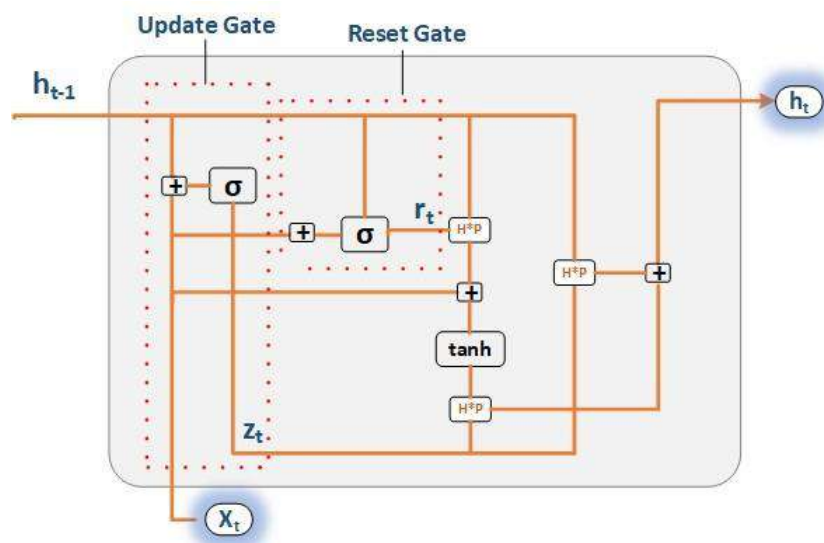 Update Gate
Reset Gate
h_{t-1}
h_t
+
σ
r_t
+
σ
H*P
H*P
+
+
tanh
H*P
z_t
X_t